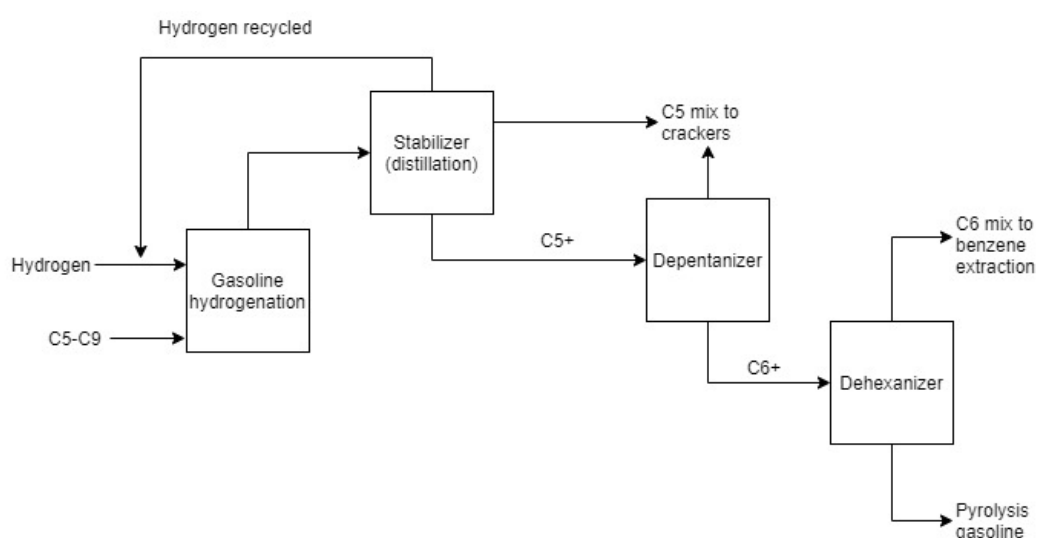 Hydrogen recycled
Stabilizer
(distillation)
C5 mix to
crackers
C5+
Hydrogen
Gasoline
hydrogenation
C5-C9
Depentanizer
C6 mix to
benzene
extraction
C6+
Dehexanizer
Pyrolysis
gasoline